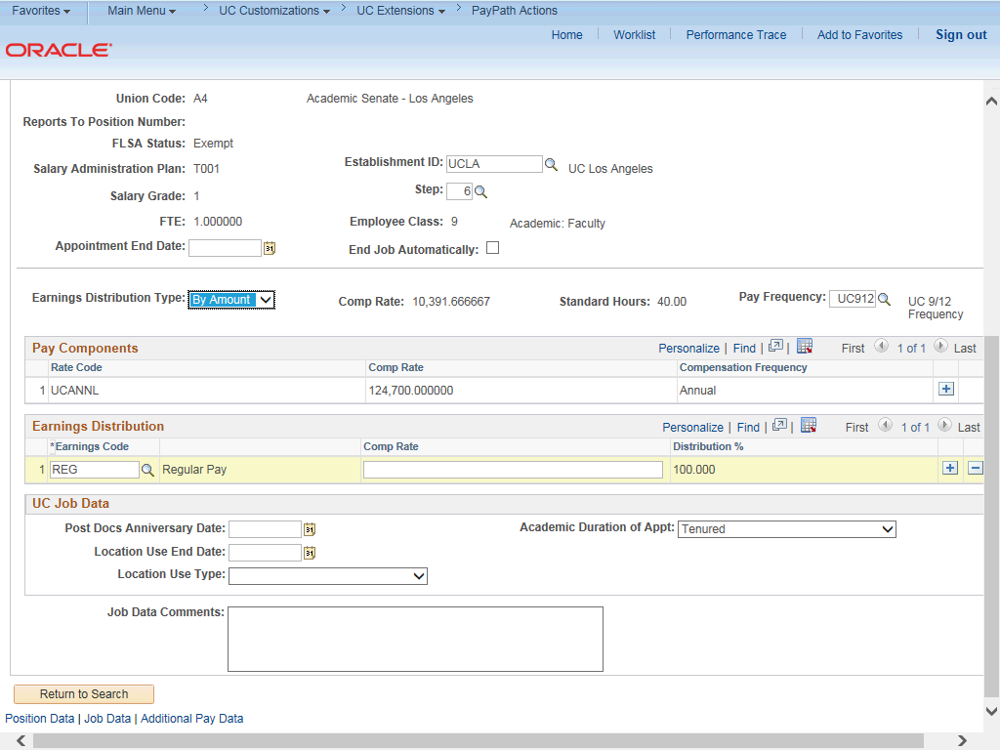 Favorites Main Menu > UC Customizations > UC Extensions > PayPath Actions
Home Worklist Performance Trace Add to Favorites Sign out
ORACLE
Union Code: A4 Academic Senate - Los Angeles
Reports To Position Number:
FLSA Status: Exempt
Establishment ID: UCLA UC Los Angeles
Salary Administration Plan: T001
Step: 6
Salary Grade: 1
FTE: 1.000000 Employee Class: 9 Academic: Faculty
Appointment End Date: 31 End Job Automatically:
Earnings Distribution Type: By Amount Comp Rate: 10,391.666667 Standard Hours: 40.00 Pay Frequency: UC912 UC 9/12
Frequency
Pay Components Personalize | Find | | First 1 of 1 Last
Rate Code Comp Rate Compensation Frequency
1 UCANNL 124,700.000000 Annual +
Earnings Distribution Personalize | Find | | First 1 of 1 Last
*Earnings Code Comp Rate Distribution %
1 REG Regular Pay 100.000 + −
UC Job Data
Post Docs Anniversary Date: 31 Academic Duration of Appt: Tenured
Location Use End Date: 31
Location Use Type:
Job Data Comments:
Return to Search
Position Data | Job Data | Additional Pay Data